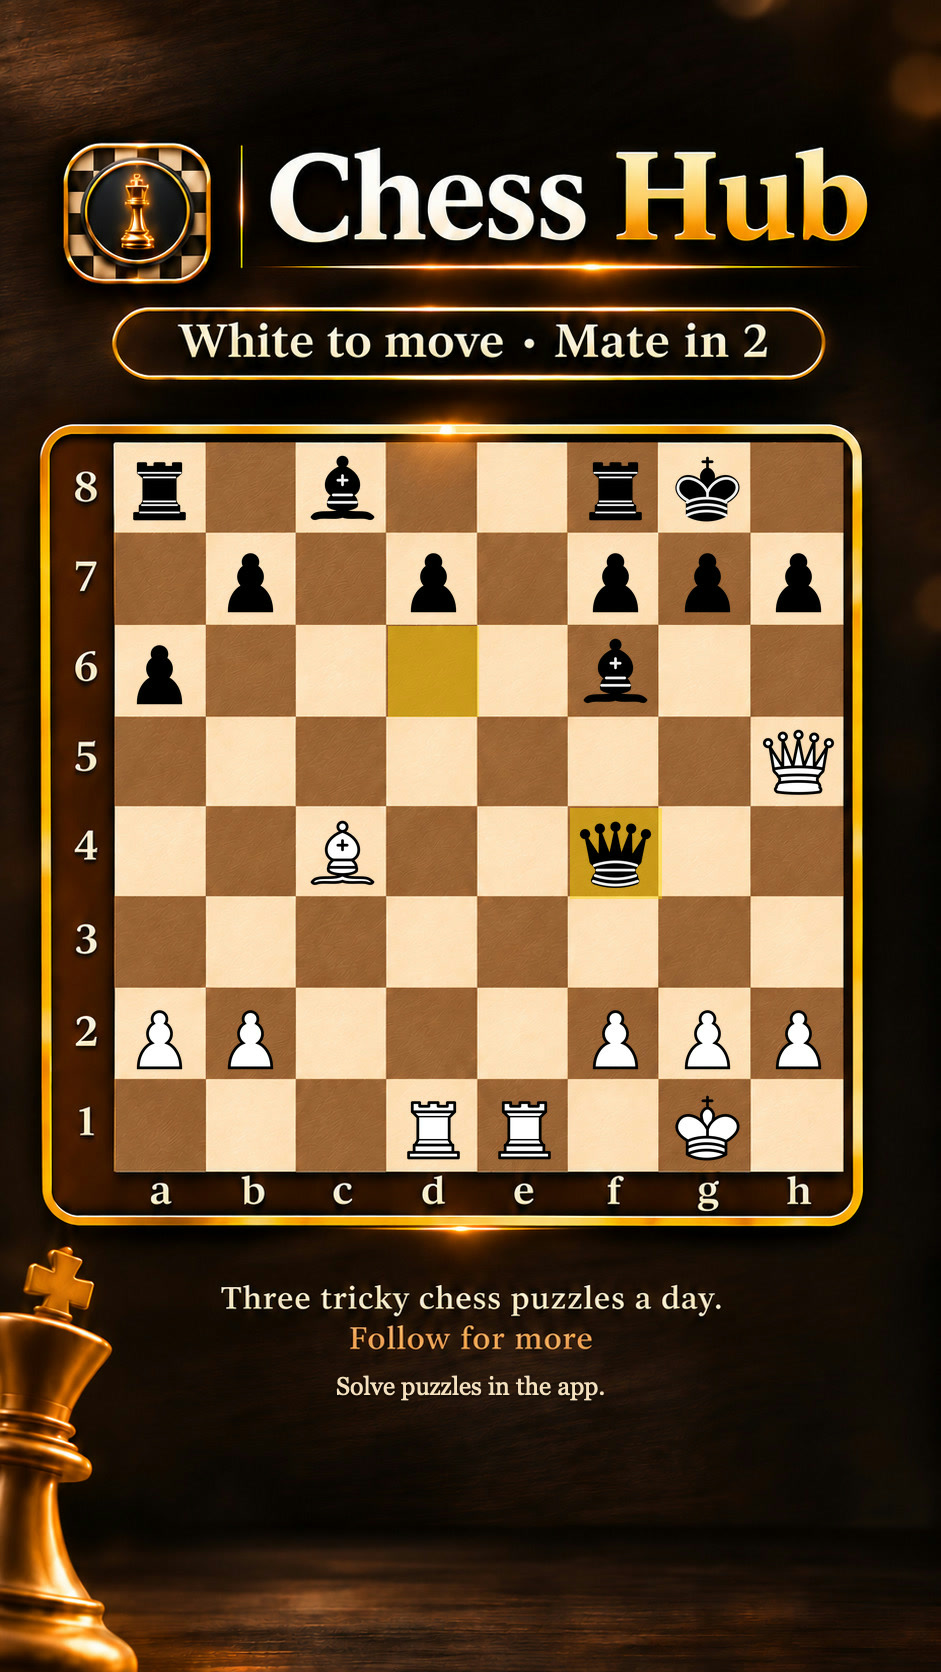 Chess Hub
White to move • Mate in 2
8
7
6
5
4
3
2
1
a b c d e f g h
Three tricky chess puzzles a day.
Follow for more
Solve puzzles in the app.